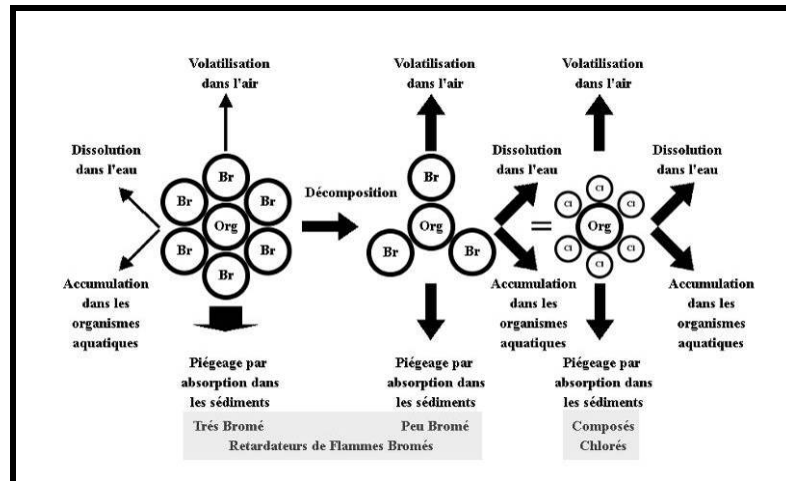 Volatilisation
dans l'air
Dissolution
dans l'eau
Br
Br
Br
Org
Br
Br
Br
Accumulation
dans les
organismes
aquatiques
Piégeage par
absorption dans
les sédiments
Décomposition
Volatilisation
dans l'air
Br
Org
Br
Br
Dissolution
dans l'eau
Accumulation
dans les
organismes
aquatiques
Piégeage par
absorption dans
les sédiments
=
Volatilisation
dans l'air
Cl
Cl
Cl
Org
Cl
Cl
Cl
Dissolution
dans l'eau
Accumulation
dans les
organismes
aquatiques
Piégeage par
absorption dans
les sédiments
Trés Bromé
Peu Bromé
Retardateurs de Flammes Bromés
Composés
Chlorés